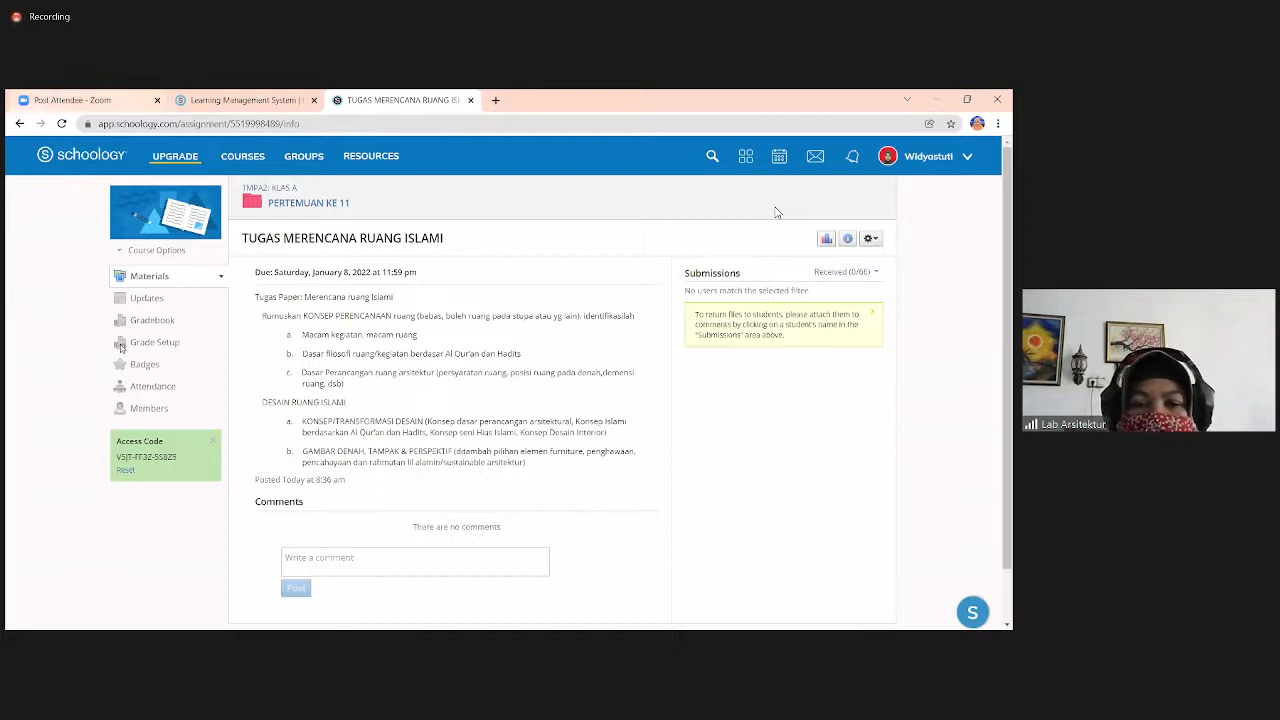 Recording
Post Attendee - Zoom
Learning Management System |
TUGAS MERENCANA RUANG ISL
app.schoology.com/assignment/5519998489/info
S schoology
UPGRADE
COURSES
GROUPS
RESOURCES
Widyastuti
TMPA2: KLAS A
PERTEMUAN KE 11
TUGAS MERENCANA RUANG ISLAMI
Course Options
Materials
Updates
Gradebook
Grade Setup
Badges
Attendance
Members
Access Code
V5JT-FF3Z-5S8Z5
Reset
Due: Saturday, January 8, 2022 at 11:59 pm
Tugas Paper: Merencana ruang Islami
Rumuskan KONSEP PERENCANAAN ruang (bebas, boleh ruang pada stupa atau yg lain). identifikasilah
a. Macam kegiatan, macam ruang
b. Dasar filosofi ruang/kegiatan berdasar Al Qur'an dan Hadits
c. Dasar Perancangan ruang arsitektur (persyaratan ruang, posisi ruang pada denah,demensi
ruang, dsb)
DESAIN RUANG ISLAMI
a. KONSEP/TRANSFORMASI DESAIN (Konsep dasar perancangan arsitektural, Konsep Islami
berdasarkan Al Qur'an dan Hadits, Konsep seni Hias Islami, Konsep Desain Interior)
b. GAMBAR DENAH, TAMPAK & PERSPEKTIF (ditambah pilihan elemen furniture, penghawaan,
pencahayaan dan rahmatan lil alamin/sustainable arsitektur)
Posted Today at 8:36 am
Comments
There are no comments
Write a comment
Post
Submissions
Received (0/66)
No users match the selected filter.
To return files to students, please attach them to
comments by clicking on a student's name in the
"Submissions" area above.
S
Lab Arsitektur